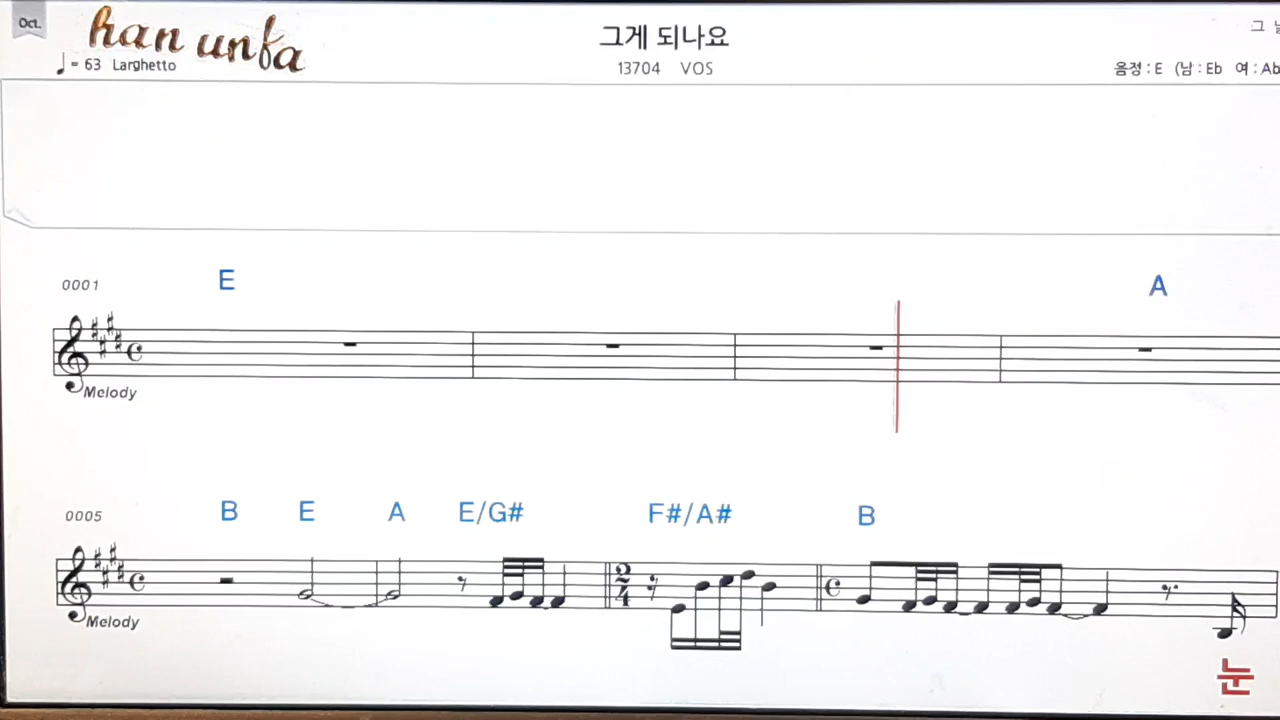 Oct.
han unfa
그게 되나요
♩= 63 Larghetto
13704 VOS
음정 : E (남 : Eb 여 : Ab
0001
E
A
Melody
0005
B E A E/G# F#/A# B
Melody
눈